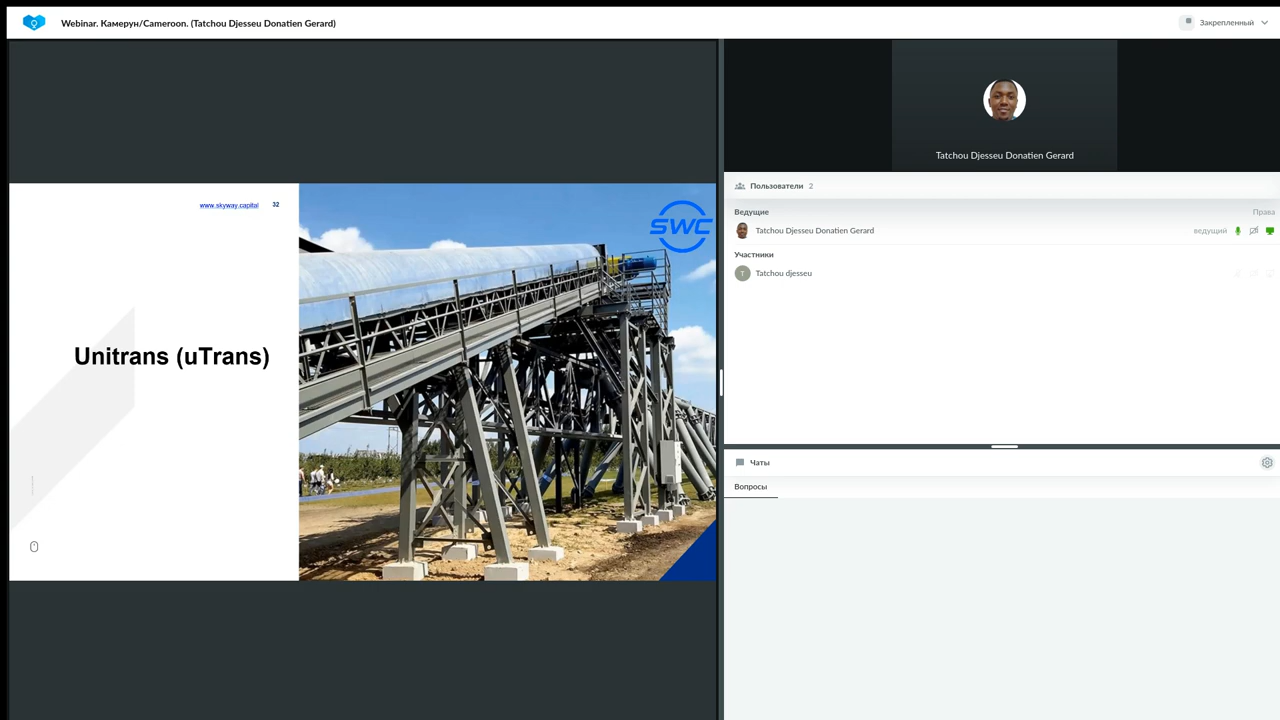 Webinar. Камерун/Cameroon. (Tatchou Djesseu Donatien Gerard)
Закрепленный
www.skyway.capital 32
SWC
Unitrans (uTrans)
Tatchou Djesseu Donatien Gerard
Пользователи 2
Ведущие Права
Tatchou Djesseu Donatien Gerard ведущий
Участники
T Tatchou djesseu
Чаты
Вопросы